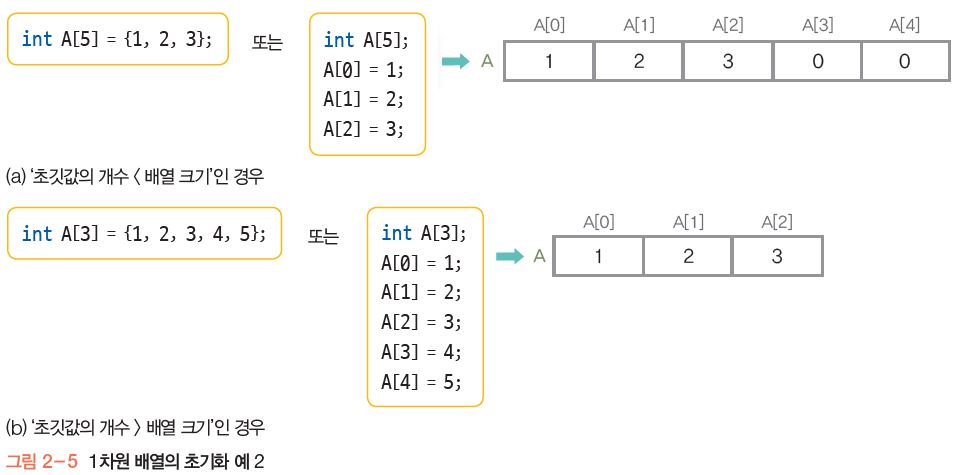 int A[5] = {1, 2, 3};
또는
int A[5];
A[0] = 1;
A[1] = 2;
A[2] = 3;
A[0] A[1] A[2] A[3] A[4]
A 1 2 3 0 0
(a) ‘초깃값의 개수 < 배열 크기’인 경우
int A[3] = {1, 2, 3, 4, 5};
또는
int A[3];
A[0] = 1;
A[1] = 2;
A[2] = 3;
A[3] = 4;
A[4] = 5;
A[0] A[1] A[2]
A 1 2 3
(b) ‘초깃값의 개수 > 배열 크기’인 경우
그림 2-5 1차원 배열의 초기화 예 2